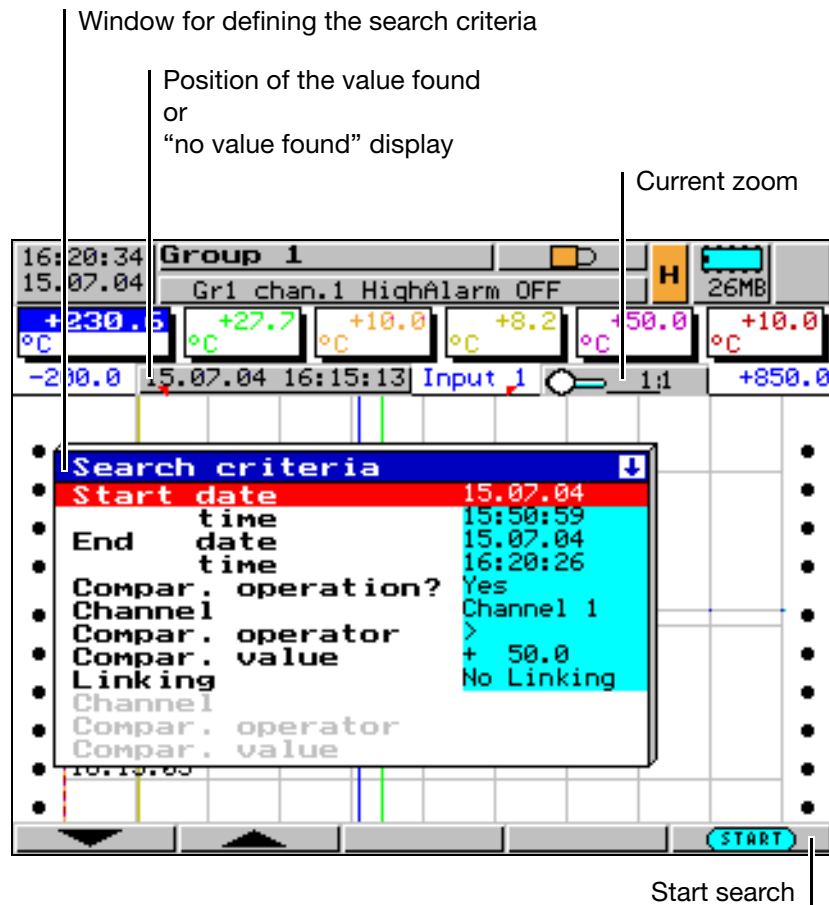 Window for defining the search criteria
Position of the value found
or
“no value found” display
Current zoom
16:20:34 Group 1
15.07.04 Gr1 chan.1 HighAlarm OFF H 26MB
+230.6 +27.7 +10.0 +8.2 +50.0 +10.0
°C °C °C °C °C °C
-200.0 15.07.04 16:15:13 Input 1 1:1 +850.0
Search criteria
Start date 15.07.04
time 15:50:59
End date 15.07.04
time 16:20:26
Compar. operation? Yes
Channel Channel 1
Compar. operator >
Compar. value + 50.0
Linking No Linking
Channel
Compar. operator
Compar. value
START
Start search